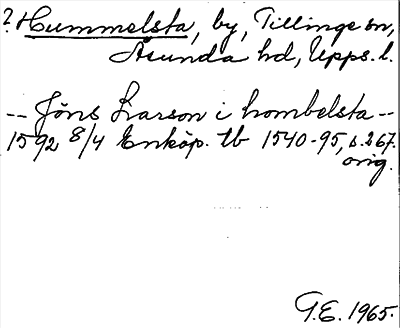 ? Hummelsta, by, Tillinge sn,
Åsunda hd, Upps. l.
-- Jöns Larson i hombelsta --
1592 8/4 Enköp. tb 1540-95, s. 267.
orig.
G.E. 1965.